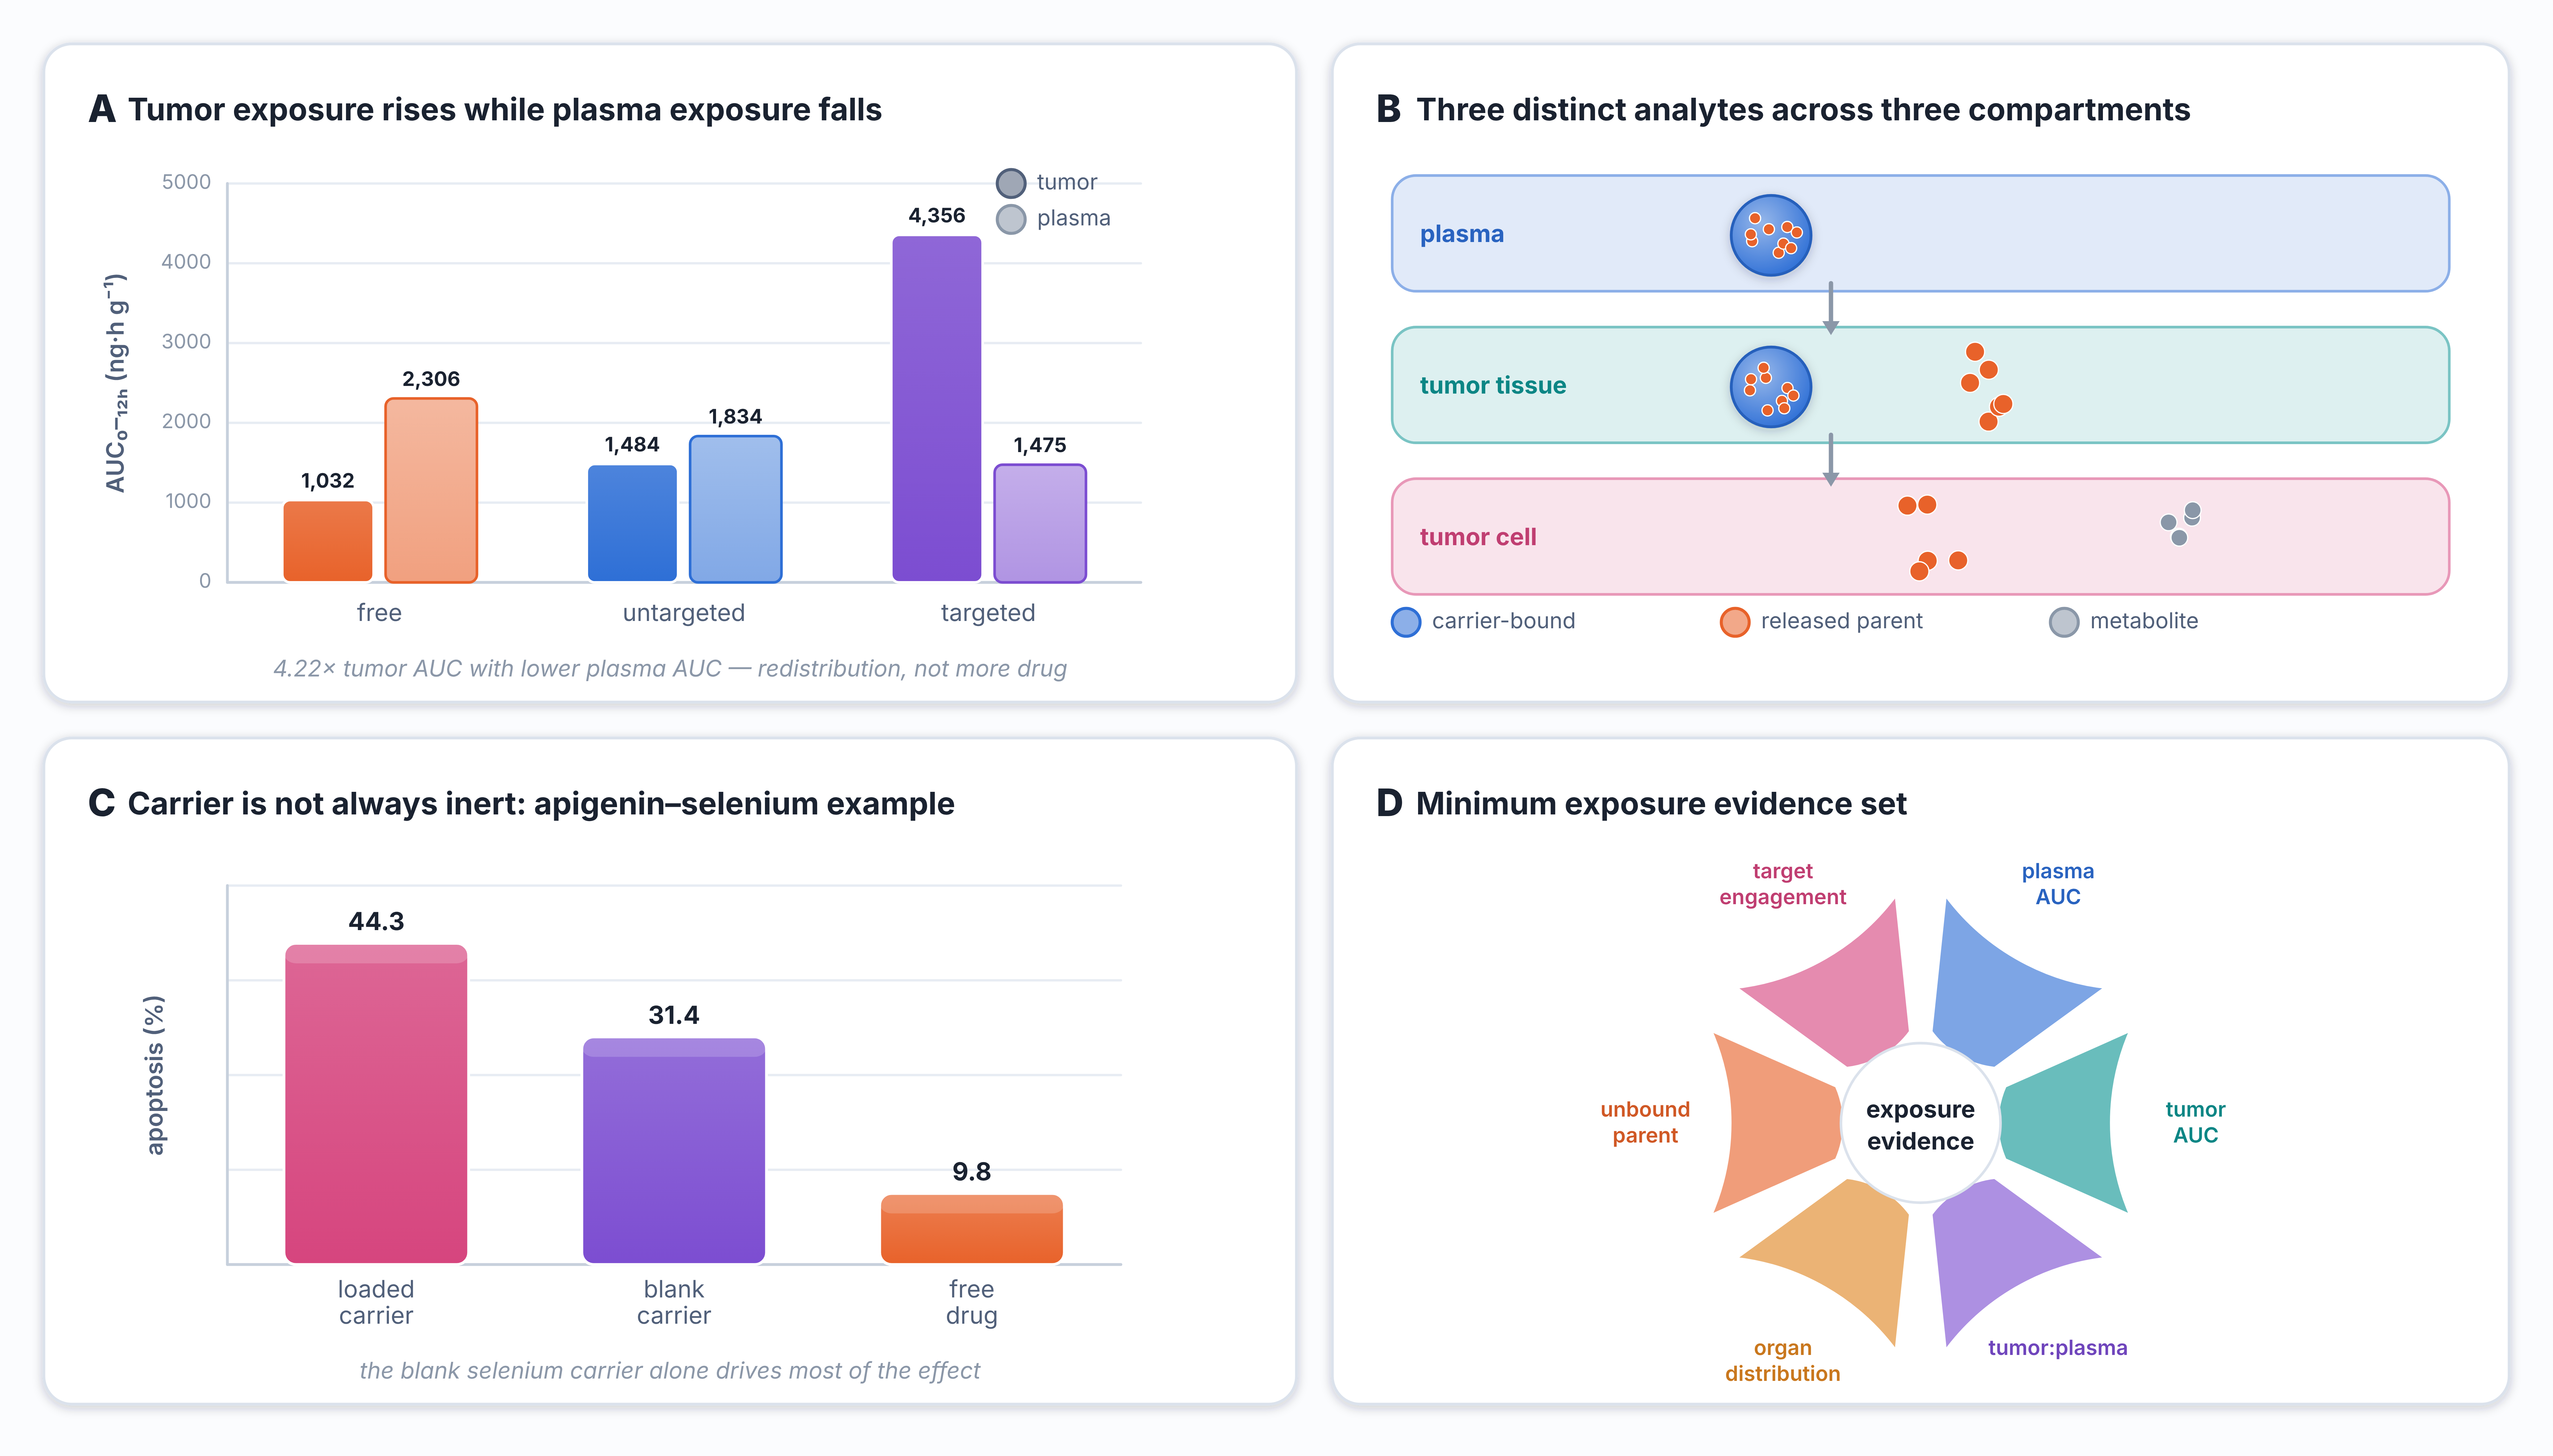 A Tumor exposure rises while plasma exposure falls
AUC₀–₁₂ₕ (ng·h g⁻¹)
5000
4000
3000
2000
1000
0
tumor
plasma
1,032
2,306
1,484
1,834
4,356
1,475
free
untargeted
targeted
4.22× tumor AUC with lower plasma AUC — redistribution, not more drug
B Three distinct analytes across three compartments
plasma
tumor tissue
tumor cell
carrier-bound
released parent
metabolite
C Carrier is not always inert: apigenin–selenium example
apoptosis (%)
44.3
31.4
9.8
loaded
carrier
blank
carrier
free
drug
the blank selenium carrier alone drives most of the effect
D Minimum exposure evidence set
target
engagement
plasma
AUC
unbound
parent
exposure
evidence
tumor
AUC
organ
distribution
tumor:plasma